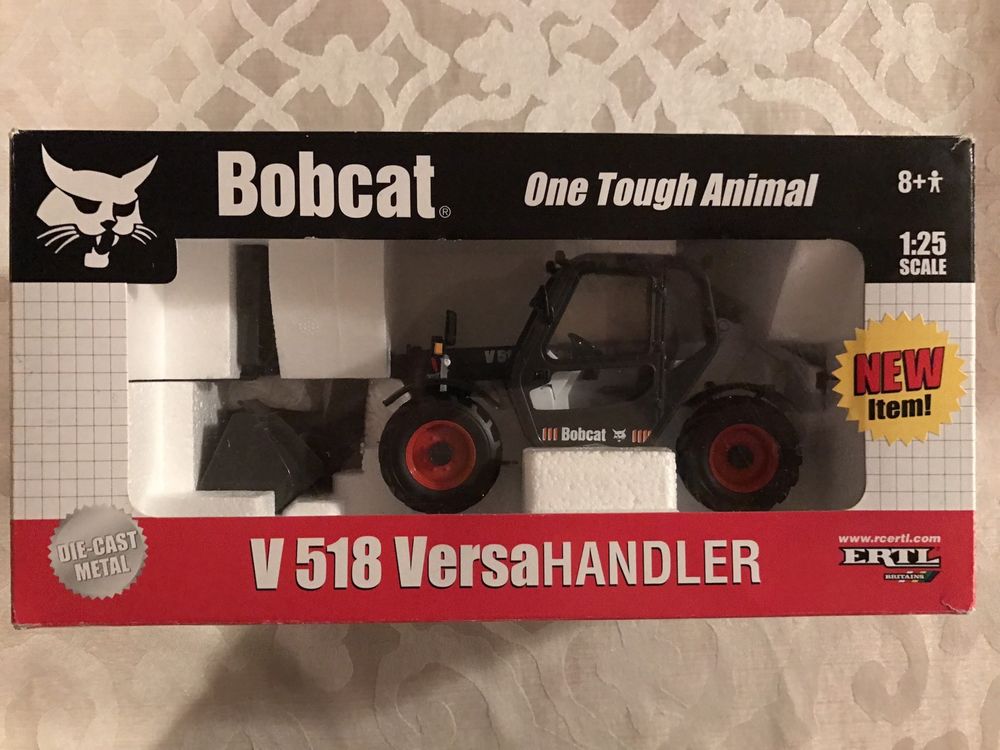 Bobcat®
One Tough Animal
8+
1:25
SCALE
NEW
Item!
Bobcat
DIE-CAST
METAL
V 518 VersaHANDLER
www.rcertl.com
ERTL
BRITAINS